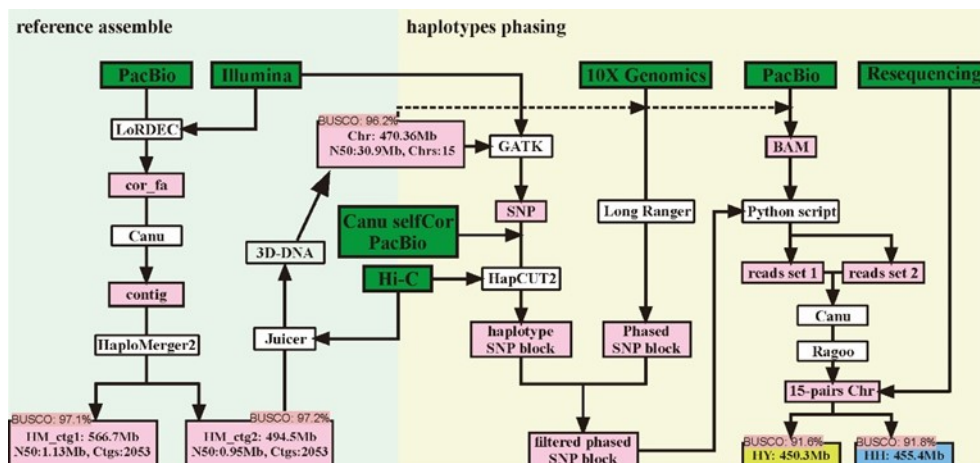 reference assemble
haplotypes phasing
PacBio
Illumina
10X Genomics
PacBio
Resequencing
LoRDEC
BUSCO: 96.2%
Chr: 470.36Mb
N50:30.9Mb, Chrs:15
GATK
BAM
cor_fa
SNP
Long Ranger
Python script
Canu selfCor
PacBio
Canu
3D-DNA
Hi-C
HapCUT2
reads set 1
reads set 2
contig
Canu
HaploMerger2
Juicer
haplotype
SNP block
Phased
SNP block
Ragoo
15-pairs Chr
BUSCO: 97.1%
HM_ctg1: 566.7Mb
N50:1.13Mb, Ctgs:2053
BUSCO: 97.2%
HM_ctg2: 494.5Mb
N50:0.95Mb, Ctgs:2053
filtered phased
SNP block
BUSCO: 91.6%
HY: 450.3Mb
BUSCO: 91.8%
HH: 455.4Mb